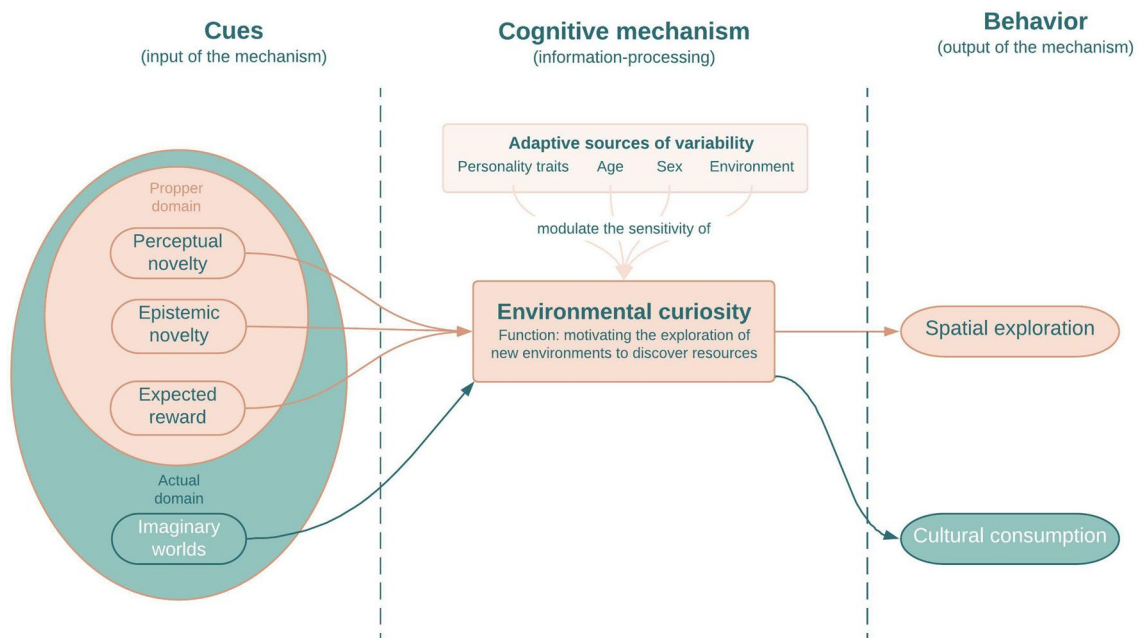 Cues
(input of the mechanism)
Cognitive mechanism
(information-processing)
Behavior
(output of the mechanism)
Adaptive sources of variability
Personality traits Age Sex Environment
modulate the sensitivity of
Propper
domain
Perceptual
novelty
Epistemic
novelty
Expected
reward
Actual
domain
Imaginary
worlds
Environmental curiosity
Function: motivating the exploration of
new environments to discover resources
Spatial exploration
Cultural consumption